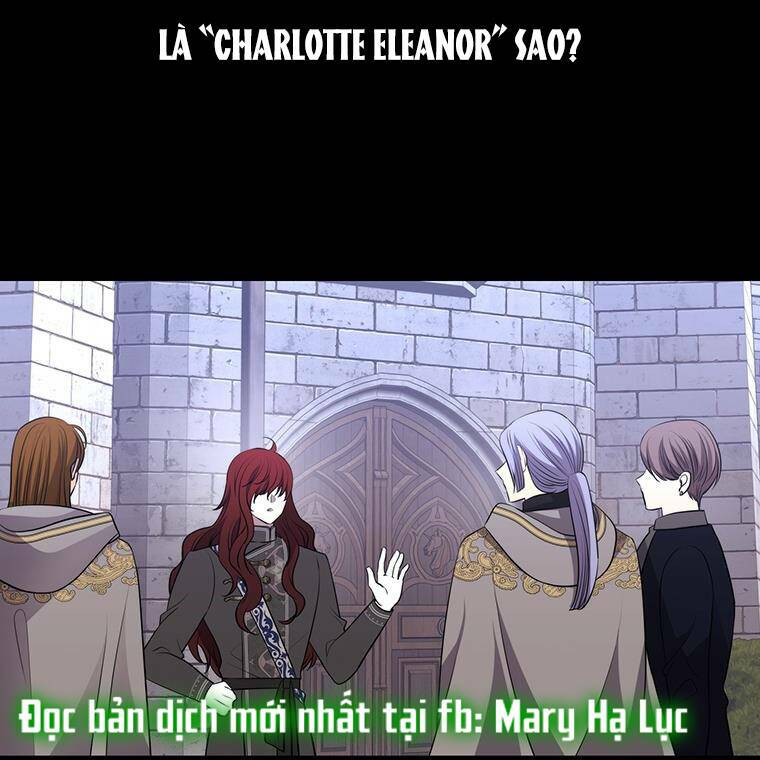 LÀ "CHARLOTTE ELEANOR" SAO?
Đọc bản dịch mới nhất tại fb: Mary Hạ Lục